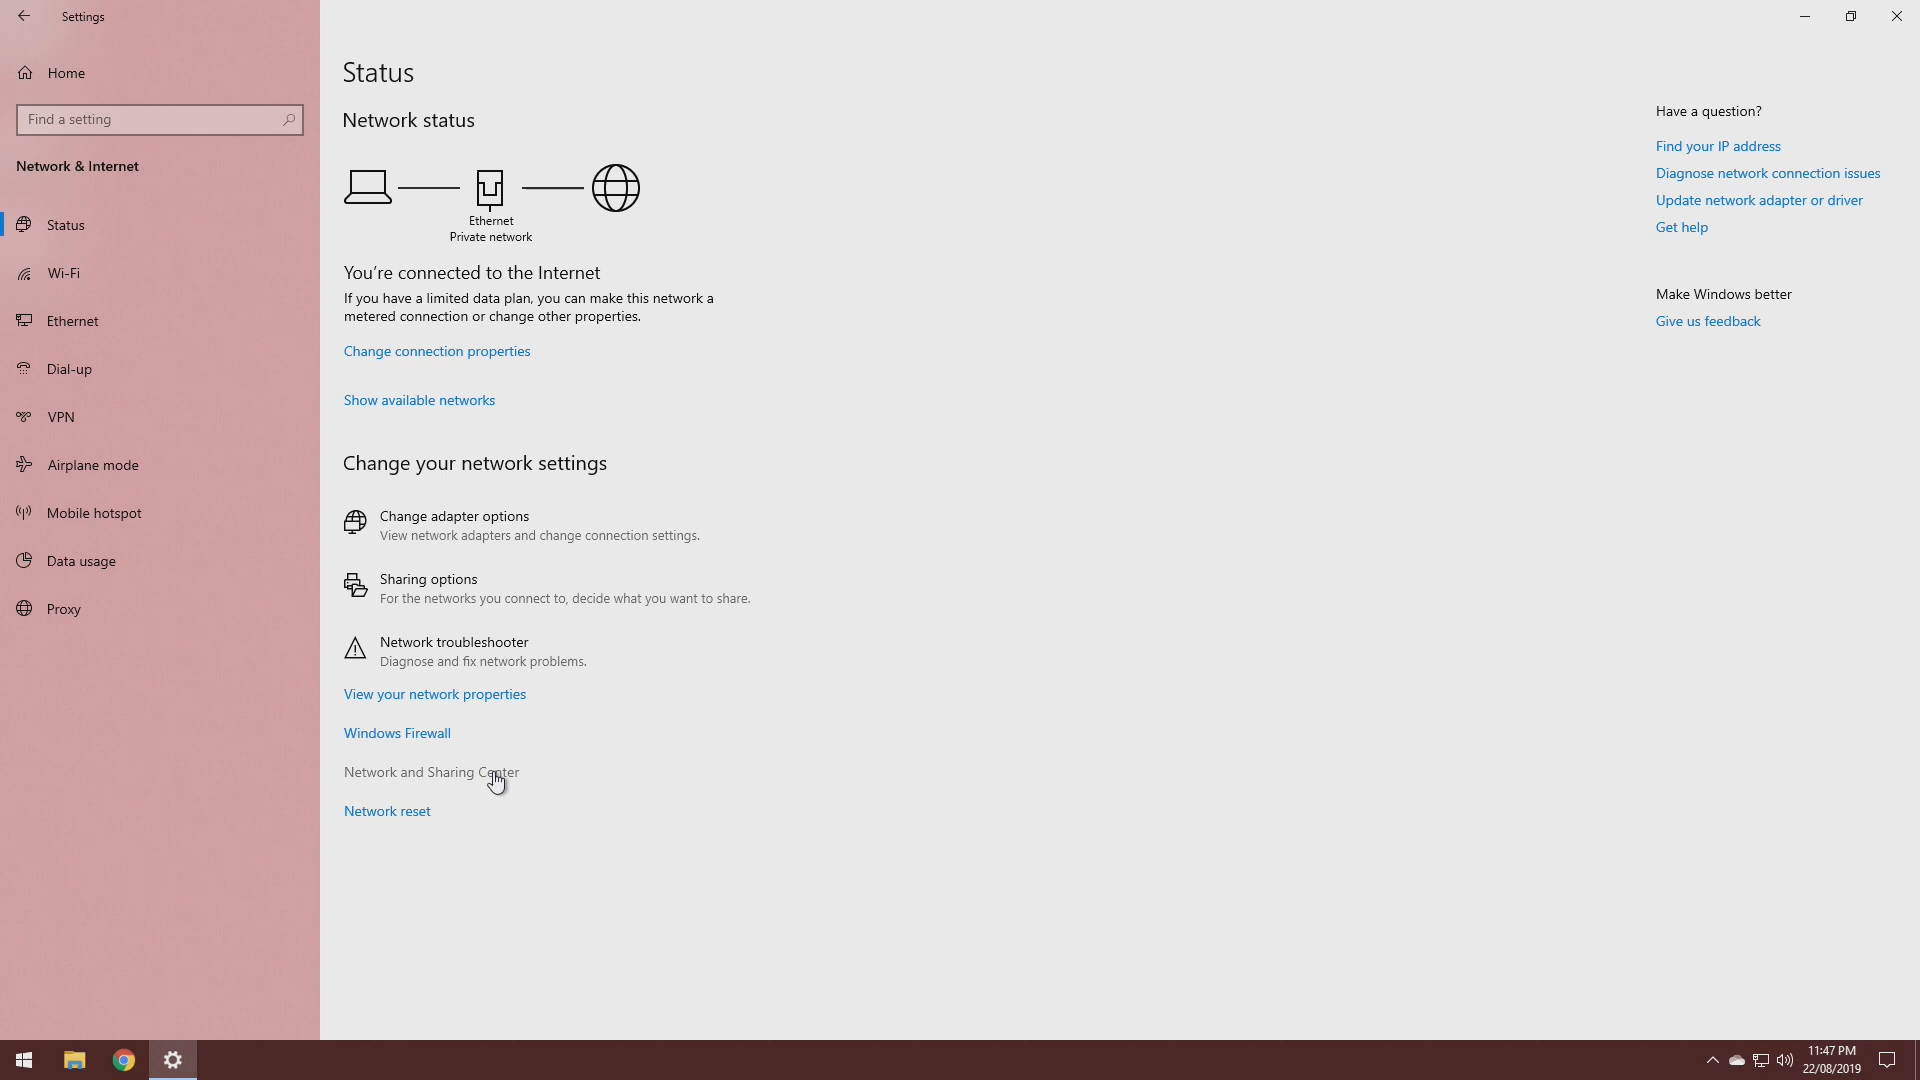 Settings
Home
Find a setting
Network & Internet
Status
Wi-Fi
Ethernet
Dial-up
VPN
Airplane mode
Mobile hotspot
Data usage
Proxy
Status
Network status
Ethernet
Private network
You're connected to the Internet
If you have a limited data plan, you can make this network a
metered connection or change other properties.
Change connection properties
Show available networks
Change your network settings
Change adapter options
View network adapters and change connection settings.
Sharing options
For the networks you connect to, decide what you want to share.
Network troubleshooter
Diagnose and fix network problems.
View your network properties
Windows Firewall
Network and Sharing Center
Network reset
Have a question?
Find your IP address
Diagnose network connection issues
Update network adapter or driver
Get help
Make Windows better
Give us feedback
11:47 PM
22/08/2019